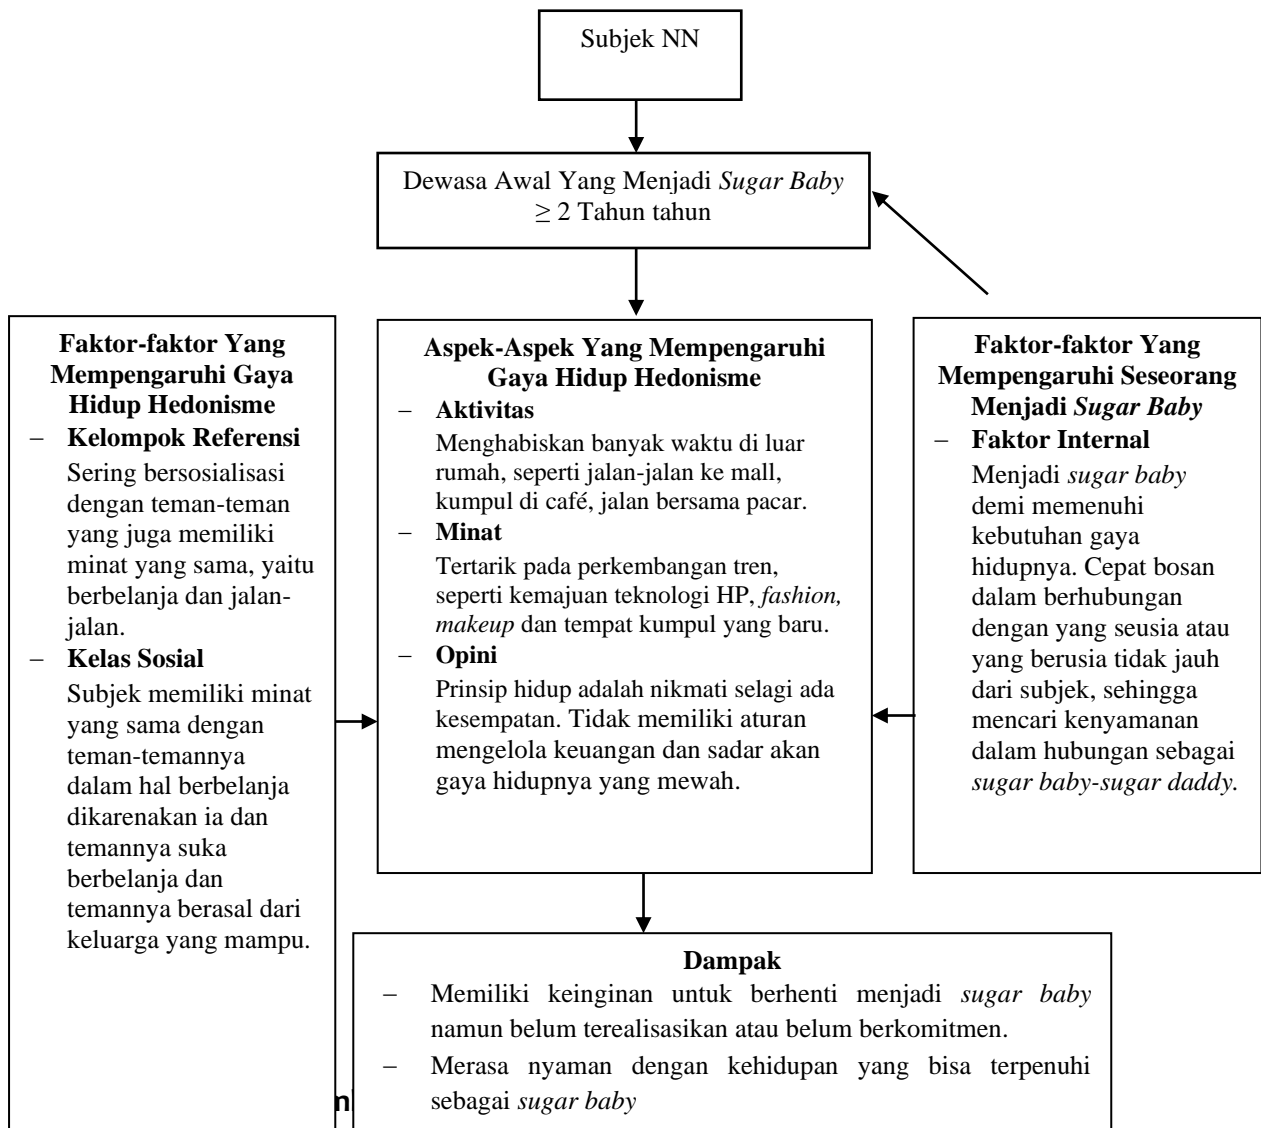 Subjek NN
Dewasa Awal Yang Menjadi Sugar Baby
≥ 2 Tahun tahun
Faktor-faktor Yang
Mempengaruhi Gaya
Hidup Hedonisme
– Kelompok Referensi
Sering bersosialisasi
dengan teman-teman
yang juga memiliki
minat yang sama, yaitu
berbelanja dan jalan-
jalan.
– Kelas Sosial
Subjek memiliki minat
yang sama dengan
teman-temannya
dalam hal berbelanja
dikarenakan ia dan
temannya suka
berbelanja dan
temannya berasal dari
keluarga yang mampu.
Aspek-Aspek Yang Mempengaruhi
Gaya Hidup Hedonisme
– Aktivitas
Menghabiskan banyak waktu di luar
rumah, seperti jalan-jalan ke mall,
kumpul di café, jalan bersama pacar.
– Minat
Tertarik pada perkembangan tren,
seperti kemajuan teknologi HP, fashion,
makeup dan tempat kumpul yang baru.
– Opini
Prinsip hidup adalah nikmati selagi ada
kesempatan. Tidak memiliki aturan
mengelola keuangan dan sadar akan
gaya hidupnya yang mewah.
Faktor-faktor Yang
Mempengaruhi Seseorang
Menjadi Sugar Baby
– Faktor Internal
Menjadi sugar baby
demi memenuhi
kebutuhan gaya
hidupnya. Cepat bosan
dalam berhubungan
dengan yang seusia atau
yang berusia tidak jauh
dari subjek, sehingga
mencari kenyamanan
dalam hubungan sebagai
sugar baby-sugar daddy.
Dampak
– Memiliki keinginan untuk berhenti menjadi sugar baby
namun belum terealisasikan atau belum berkomitmen.
– Merasa nyaman dengan kehidupan yang bisa terpenuhi
sebagai sugar baby